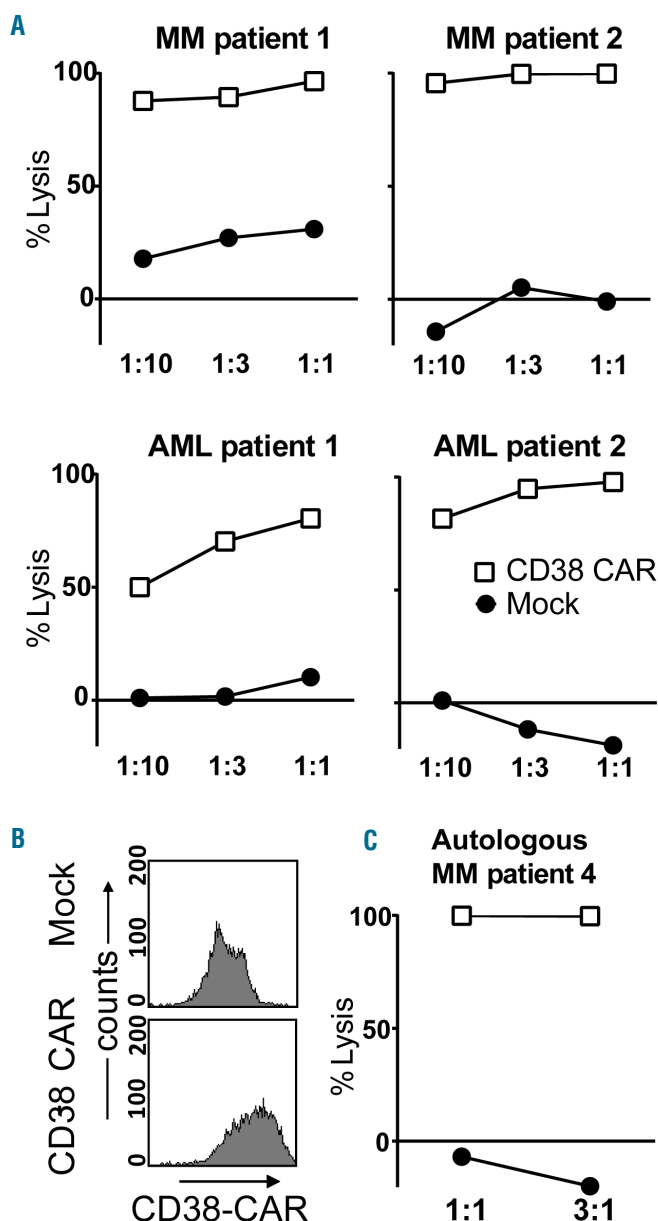 A
MM patient 1
MM patient 2
% Lysis
100
50
0
1:10 1:3 1:1
1:10 1:3 1:1
AML patient 1
AML patient 2
% Lysis
100
50
0
CD38 CAR
Mock
1:10 1:3 1:1
1:10 1:3 1:1
B
Mock
CD38 CAR
counts
200
100
0
200
100
0
CD38-CAR
C
Autologous
MM patient 4
% Lysis
100
50
0
1:1 3:1